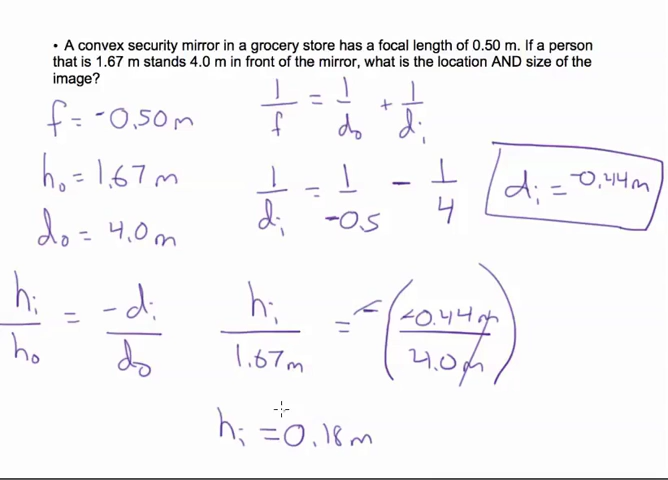 • A convex security mirror in a grocery store has a focal length of 0.50 m. If a person
that is 1.67 m stands 4.0 m in front of the mirror, what is the location AND size of the
image?
f = -0.50 m
1/f = 1/do + 1/di
ho = 1.67 m
1/di = 1/-0.5 - 1/4
di = -0.44 m
do = 4.0 m
hi/ho = -di/do
hi/1.67 m = -(-0.44 m/4.0 m)
hi = 0.18 m